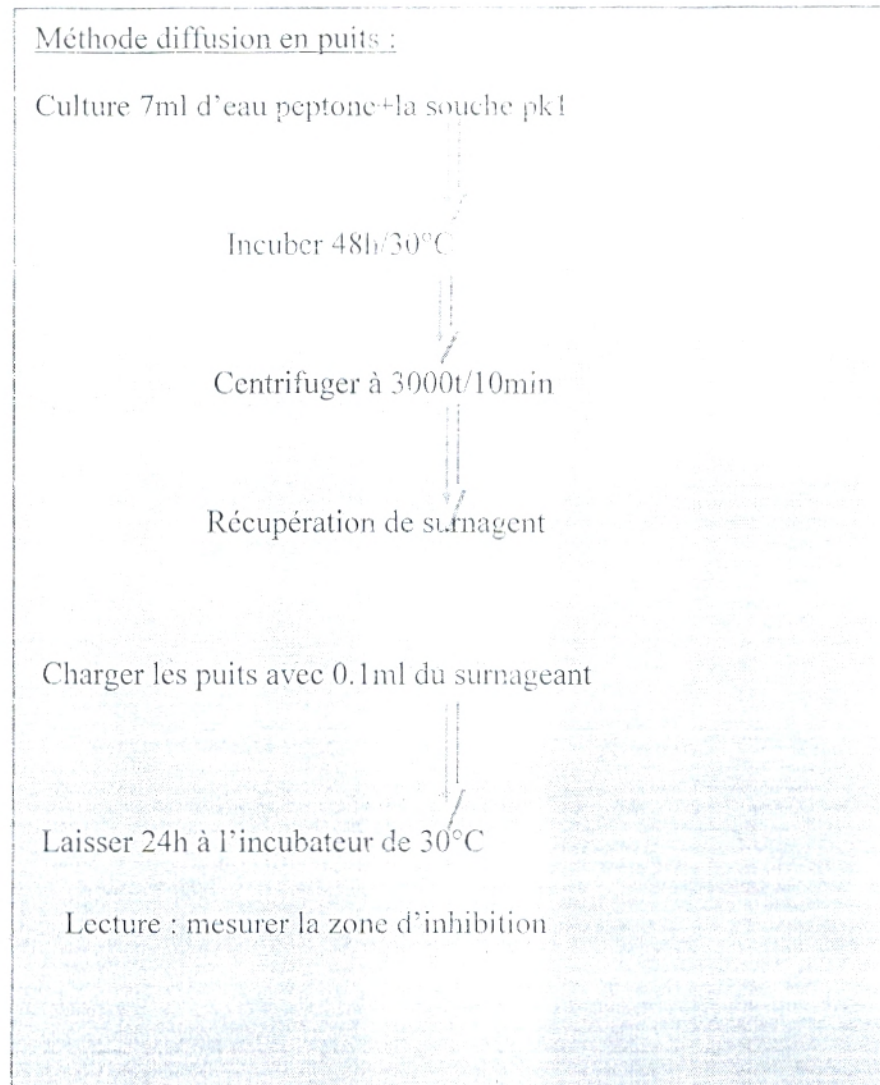 Méthode diffusion en puits :
Culture 7ml d'eau peptone+la souche pk1
Incuber 48h/30°C
Centrifuger à 3000t/10min
Récupération de surnagent
Charger les puits avec 0.1ml du surnageant
Laisser 24h à l'incubateur de 30°C
Lecture : mesurer la zone d'inhibition